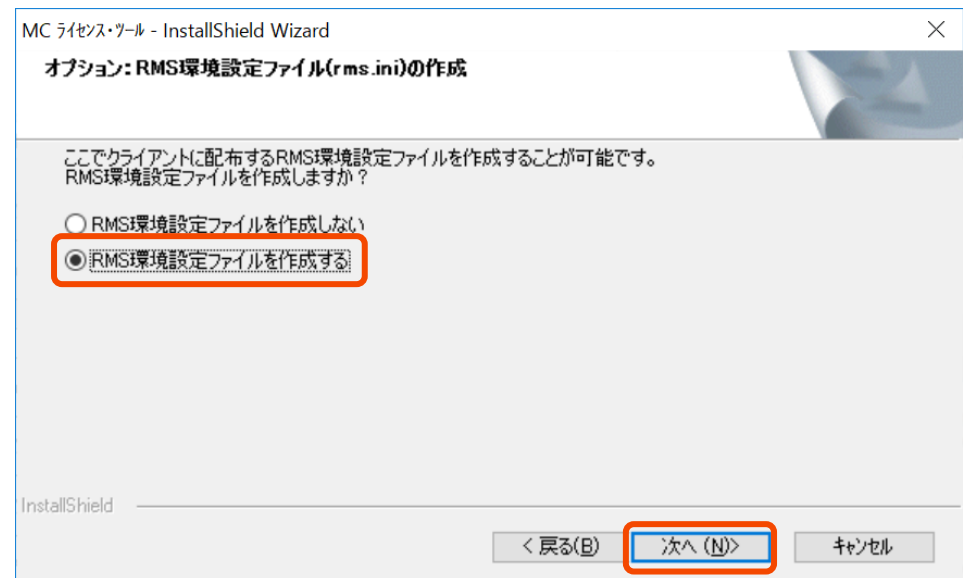 MC ﾗｲｾﾝｽ･ﾂｰﾙ - InstallShield Wizard
オプション: RMS環境設定ファイル(rms.ini)の作成
ここでクライアントに配布するRMS環境設定ファイルを作成することが可能です。
RMS環境設定ファイルを作成しますか？
RMS環境設定ファイルを作成しない
RMS環境設定ファイルを作成する
InstallShield
< 戻る(B) 次へ (N)> ｷｬﾝｾﾙ